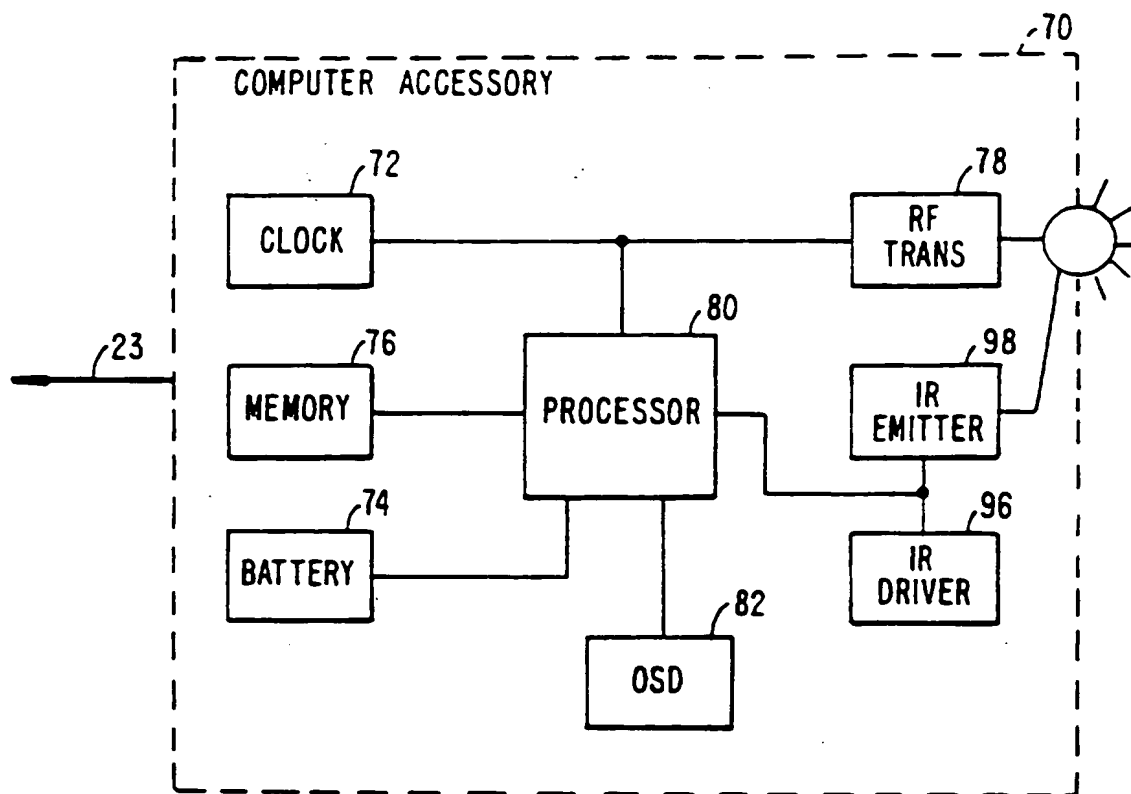 70
COMPUTER ACCESSORY
72
CLOCK
78
RF
TRANS
23
76
MEMORY
80
PROCESSOR
98
IR
EMITTER
74
BATTERY
96
IR
DRIVER
82
OSD